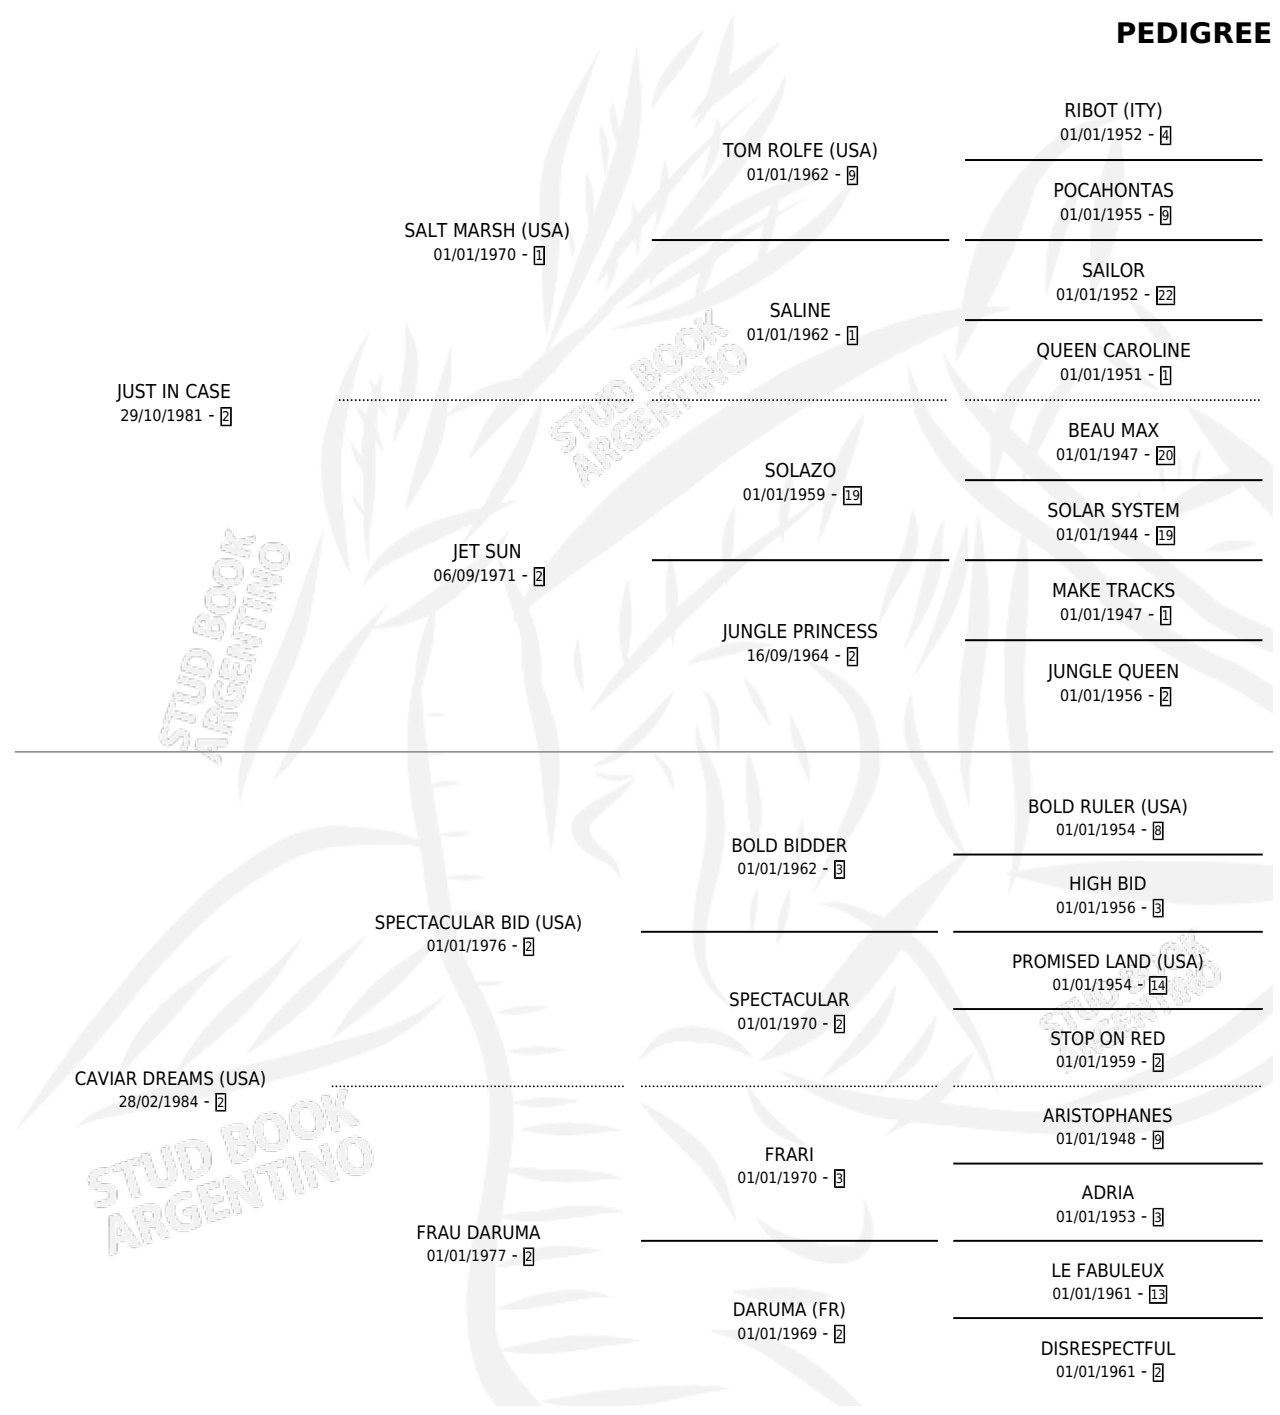 PEDIGREE
RIBOT (ITY)
01/01/1952 - 4
TOM ROLFE (USA)
01/01/1962 - 9
POCAHONTAS
01/01/1955 - 9
SALT MARSH (USA)
01/01/1970 - 1
SAILOR
01/01/1952 - 22
SALINE
01/01/1962 - 1
QUEEN CAROLINE
01/01/1951 - 1
JUST IN CASE
29/10/1981 - 2
STUD BOOK
ARGENTINO
BEAU MAX
01/01/1947 - 20
SOLAZO
01/01/1959 - 19
SOLAR SYSTEM
01/01/1944 - 19
JET SUN
06/09/1971 - 2
MAKE TRACKS
01/01/1947 - 1
JUNGLE PRINCESS
16/09/1964 - 2
JUNGLE QUEEN
01/01/1956 - 2
STUD BOOK
ARGENTINO
BOLD RULER (USA)
01/01/1954 - 8
BOLD BIDDER
01/01/1962 - 3
HIGH BID
01/01/1956 - 3
SPECTACULAR BID (USA)
01/01/1976 - 2
PROMISED LAND (USA)
01/01/1954 - 14
SPECTACULAR
01/01/1970 - 2
STUD BOOK
ARGENTINO
STOP ON RED
01/01/1959 - 2
CAVIAR DREAMS (USA)
28/02/1984 - 2
ARISTOPHANES
01/01/1948 - 9
STUD BOOK
ARGENTINO
FRARI
01/01/1970 - 3
ADRIA
01/01/1953 - 3
FRAU DARUMA
01/01/1977 - 2
LE FABULEUX
01/01/1961 - 13
DARUMA (FR)
01/01/1969 - 2
DISRESPECTFUL
01/01/1961 - 2